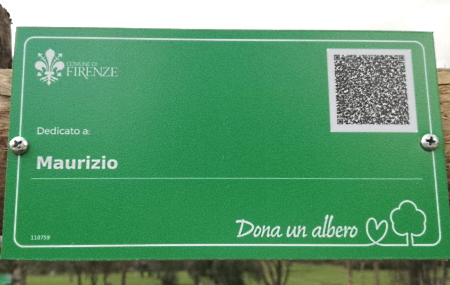 COMUNE DI
FIRENZE
Dedicato a:
Maurizio
110759
Dona un albero